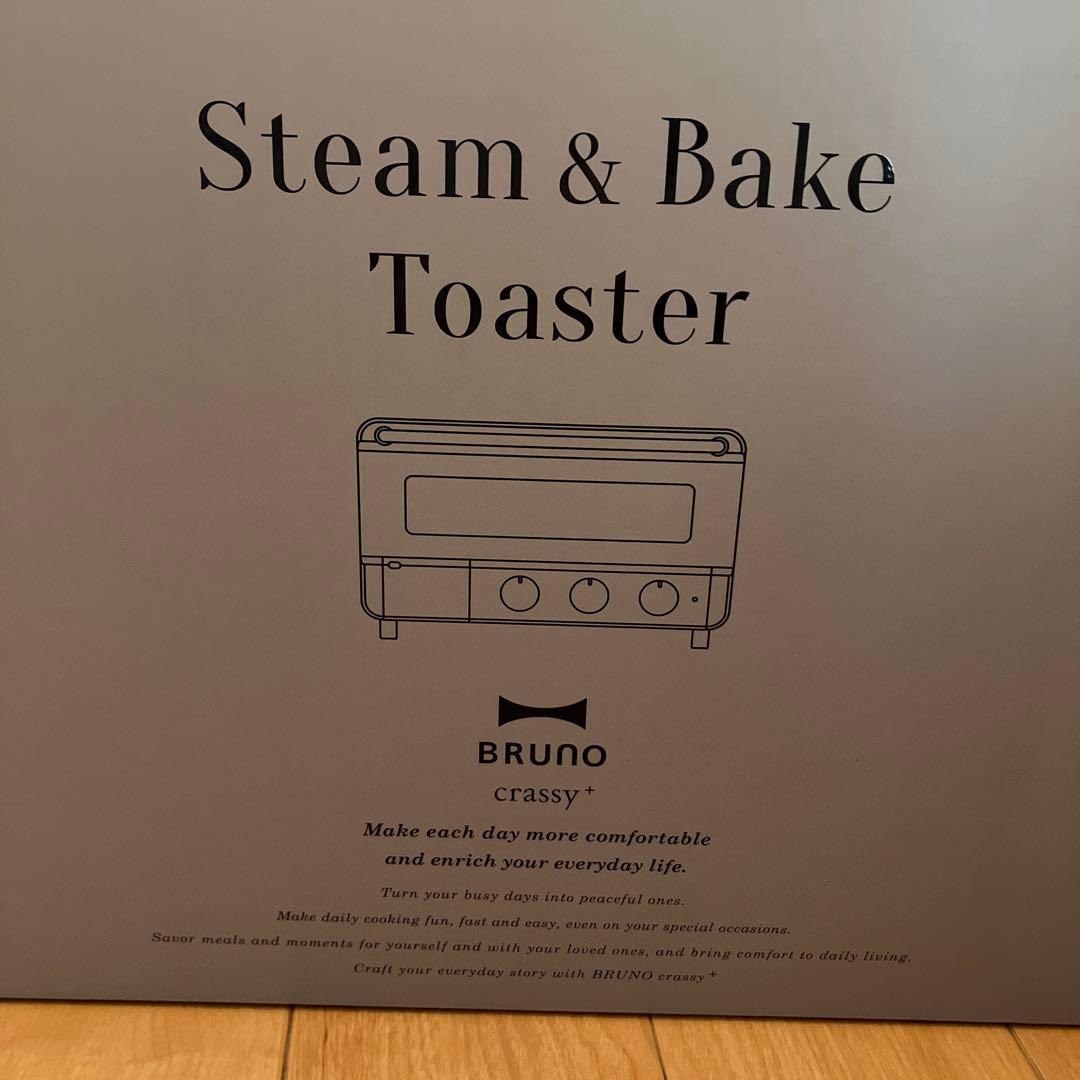 Steam & Bake
Toaster
BRUNO
crassy+
Make each day more comfortable
and enrich your everyday life.
Turn your busy days into peaceful ones.
Make daily cooking fun, fast and easy, even on your special occasions.
Savor meals and moments for yourself and with your loved ones, and bring comfort to daily living.
Craft your everyday story with BRUNO crassy+